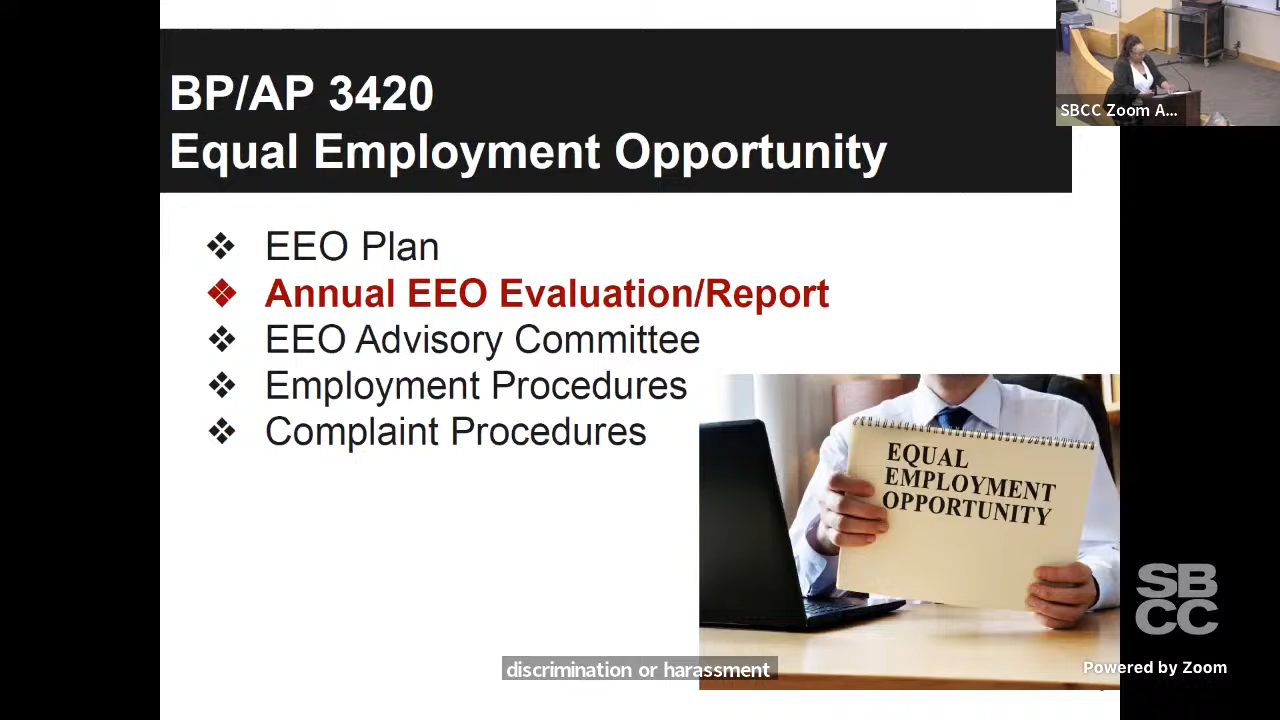 BP/AP 3420
Equal Employment Opportunity
SBCC Zoom A...
❖ EEO Plan
❖ Annual EEO Evaluation/Report
❖ EEO Advisory Committee
❖ Employment Procedures
❖ Complaint Procedures
EQUAL
EMPLOYMENT
OPPORTUNITY
SB
CC
discrimination or harassment
Powered by Zoom